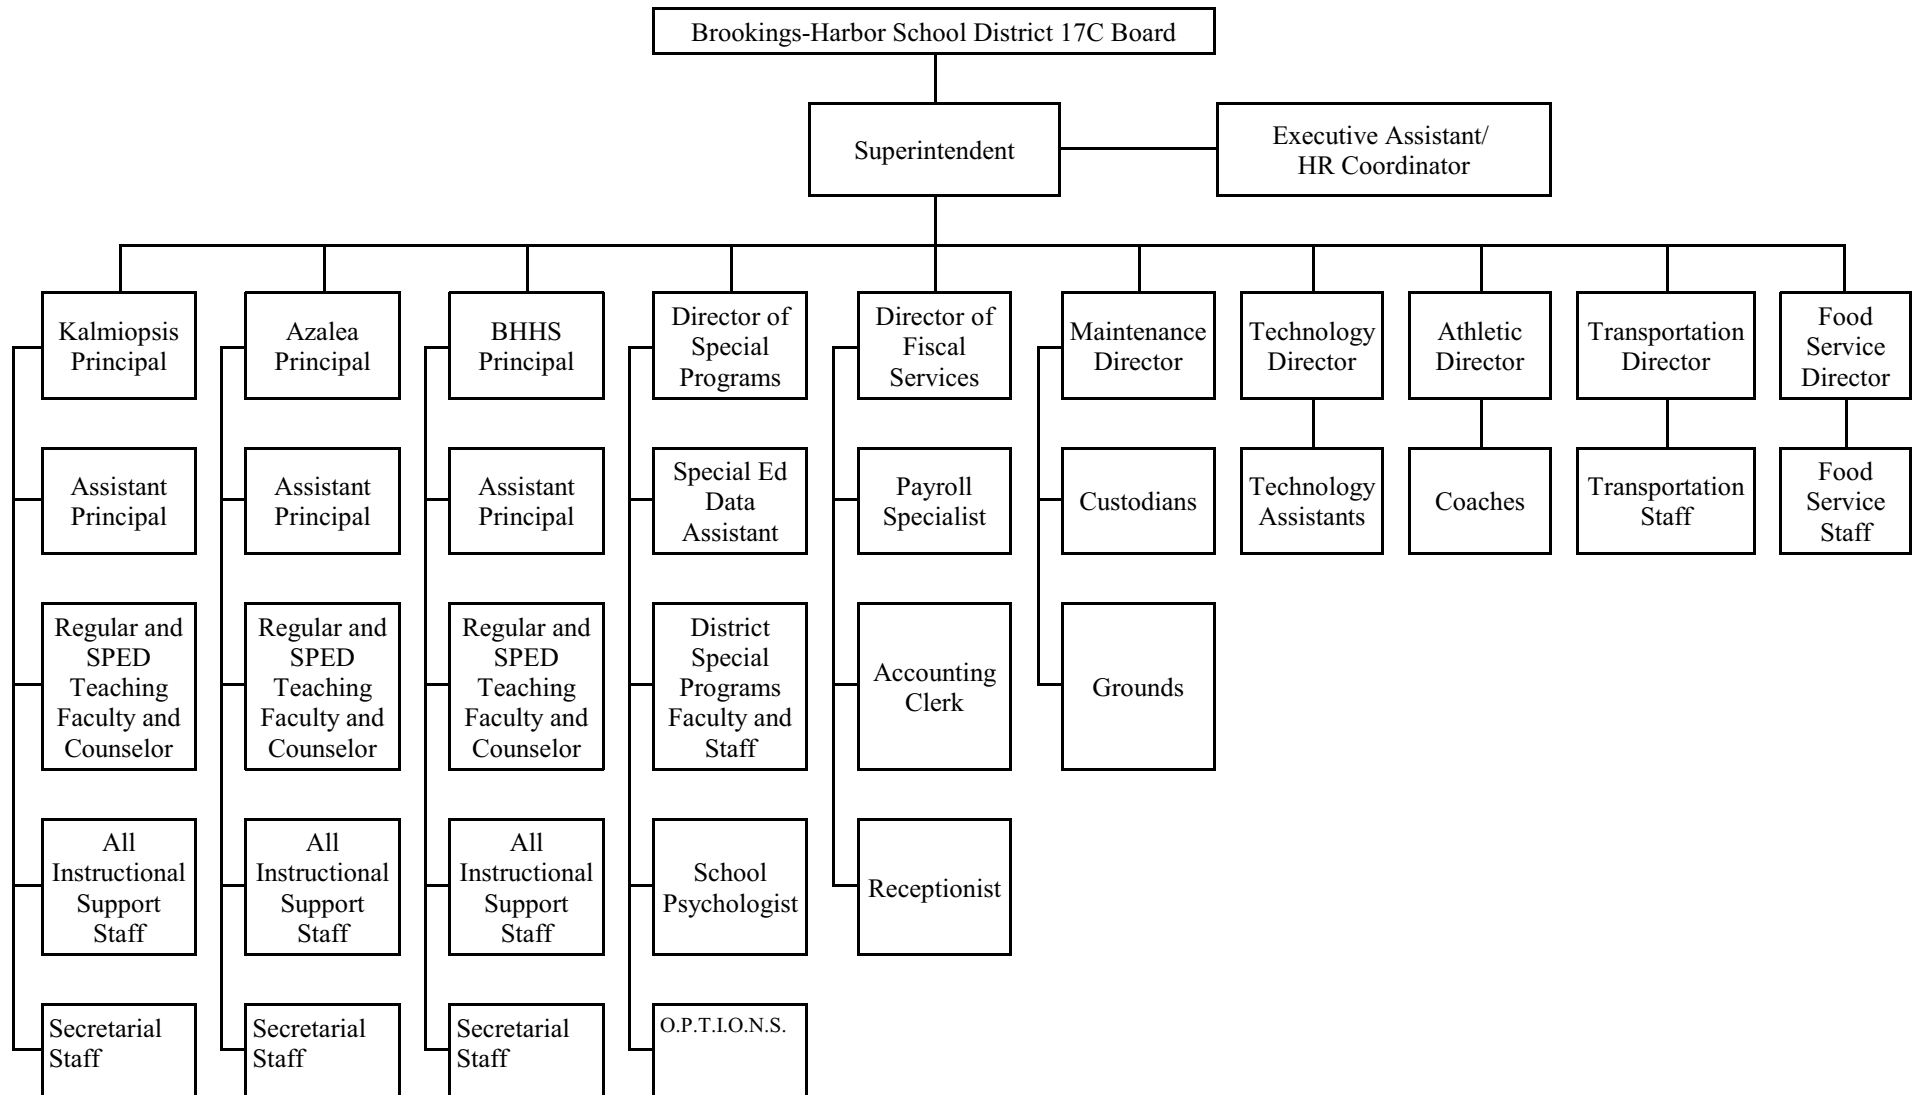 Brookings-Harbor School District 17C Board
Superintendent
Executive Assistant/
HR Coordinator
Kalmiopsis
Principal
Azalea
Principal
BHHS
Principal
Director of
Special
Programs
Director of
Fiscal
Services
Maintenance
Director
Technology
Director
Athletic
Director
Transportation
Director
Food
Service
Director
Assistant
Principal
Assistant
Principal
Assistant
Principal
Special Ed
Data
Assistant
Payroll
Specialist
Custodians
Technology
Assistants
Coaches
Transportation
Staff
Food
Service
Staff
Regular and
SPED
Teaching
Faculty and
Counselor
Regular and
SPED
Teaching
Faculty and
Counselor
Regular and
SPED
Teaching
Faculty and
Counselor
District
Special
Programs
Faculty and
Staff
Accounting
Clerk
Grounds
All
Instructional
Support
Staff
All
Instructional
Support
Staff
All
Instructional
Support
Staff
School
Psychologist
Receptionist
Secretarial
Staff
Secretarial
Staff
Secretarial
Staff
O.P.T.I.O.N.S.